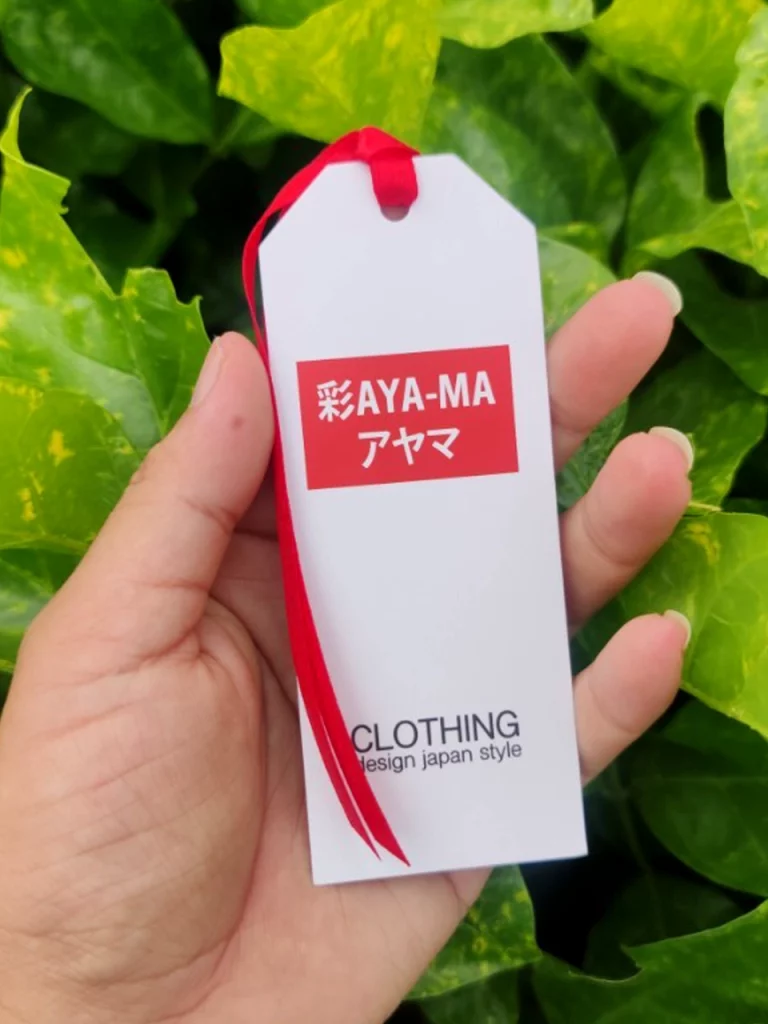 彩AYA-MA
アヤマ
CLOTHING
design japan style